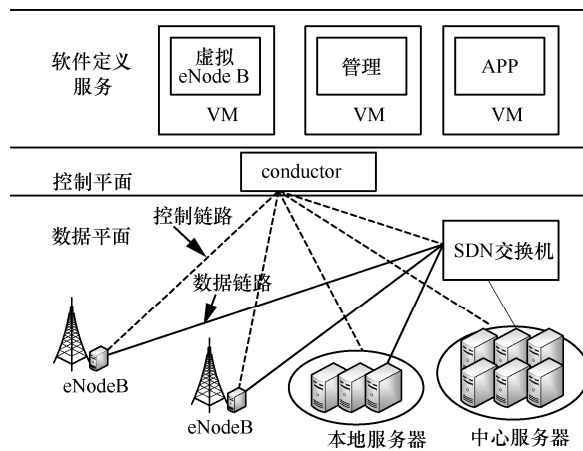 软件定义
服务
虚拟
eNode B
VM
管理
VM
APP
VM
控制平面
conductor
数据平面
控制链路
数据链路
SDN交换机
eNodeB
eNodeB
本地服务器
中心服务器